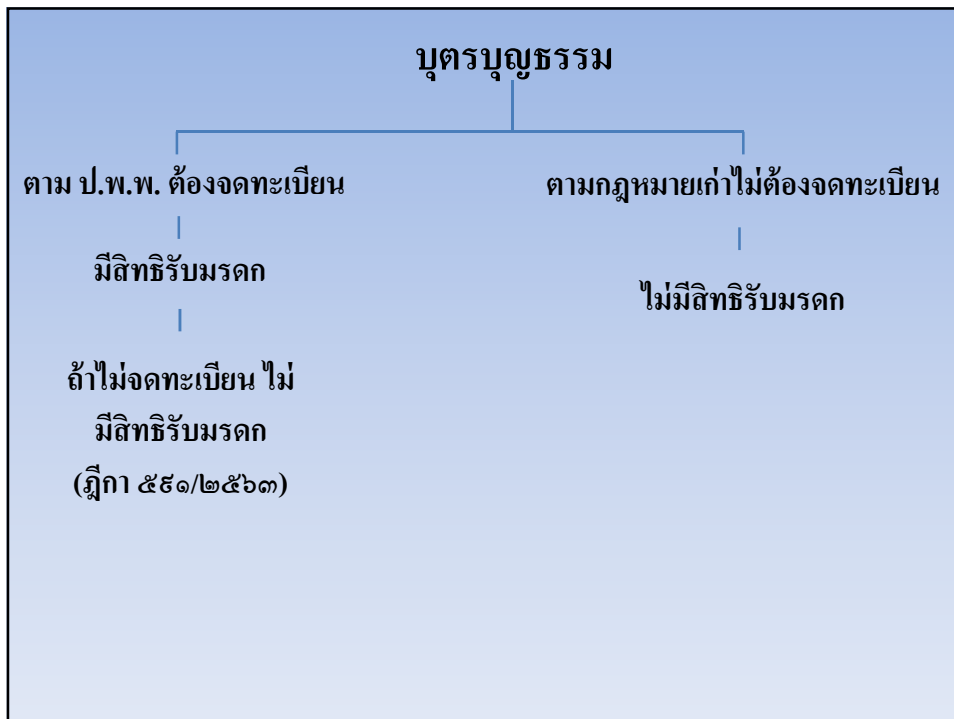 บุตรบุญธรรม
ตาม ป.พ.พ. ต้องจดทะเบียน
มีสิทธิรับมรดก
ถ้าไม่จดทะเบียน ไม่
มีสิทธิรับมรดก
(ฎีกา ๕๙๑/๒๕๖๓)
ตามกฎหมายเก่าไม่ต้องจดทะเบียน
ไม่มีสิทธิรับมรดก